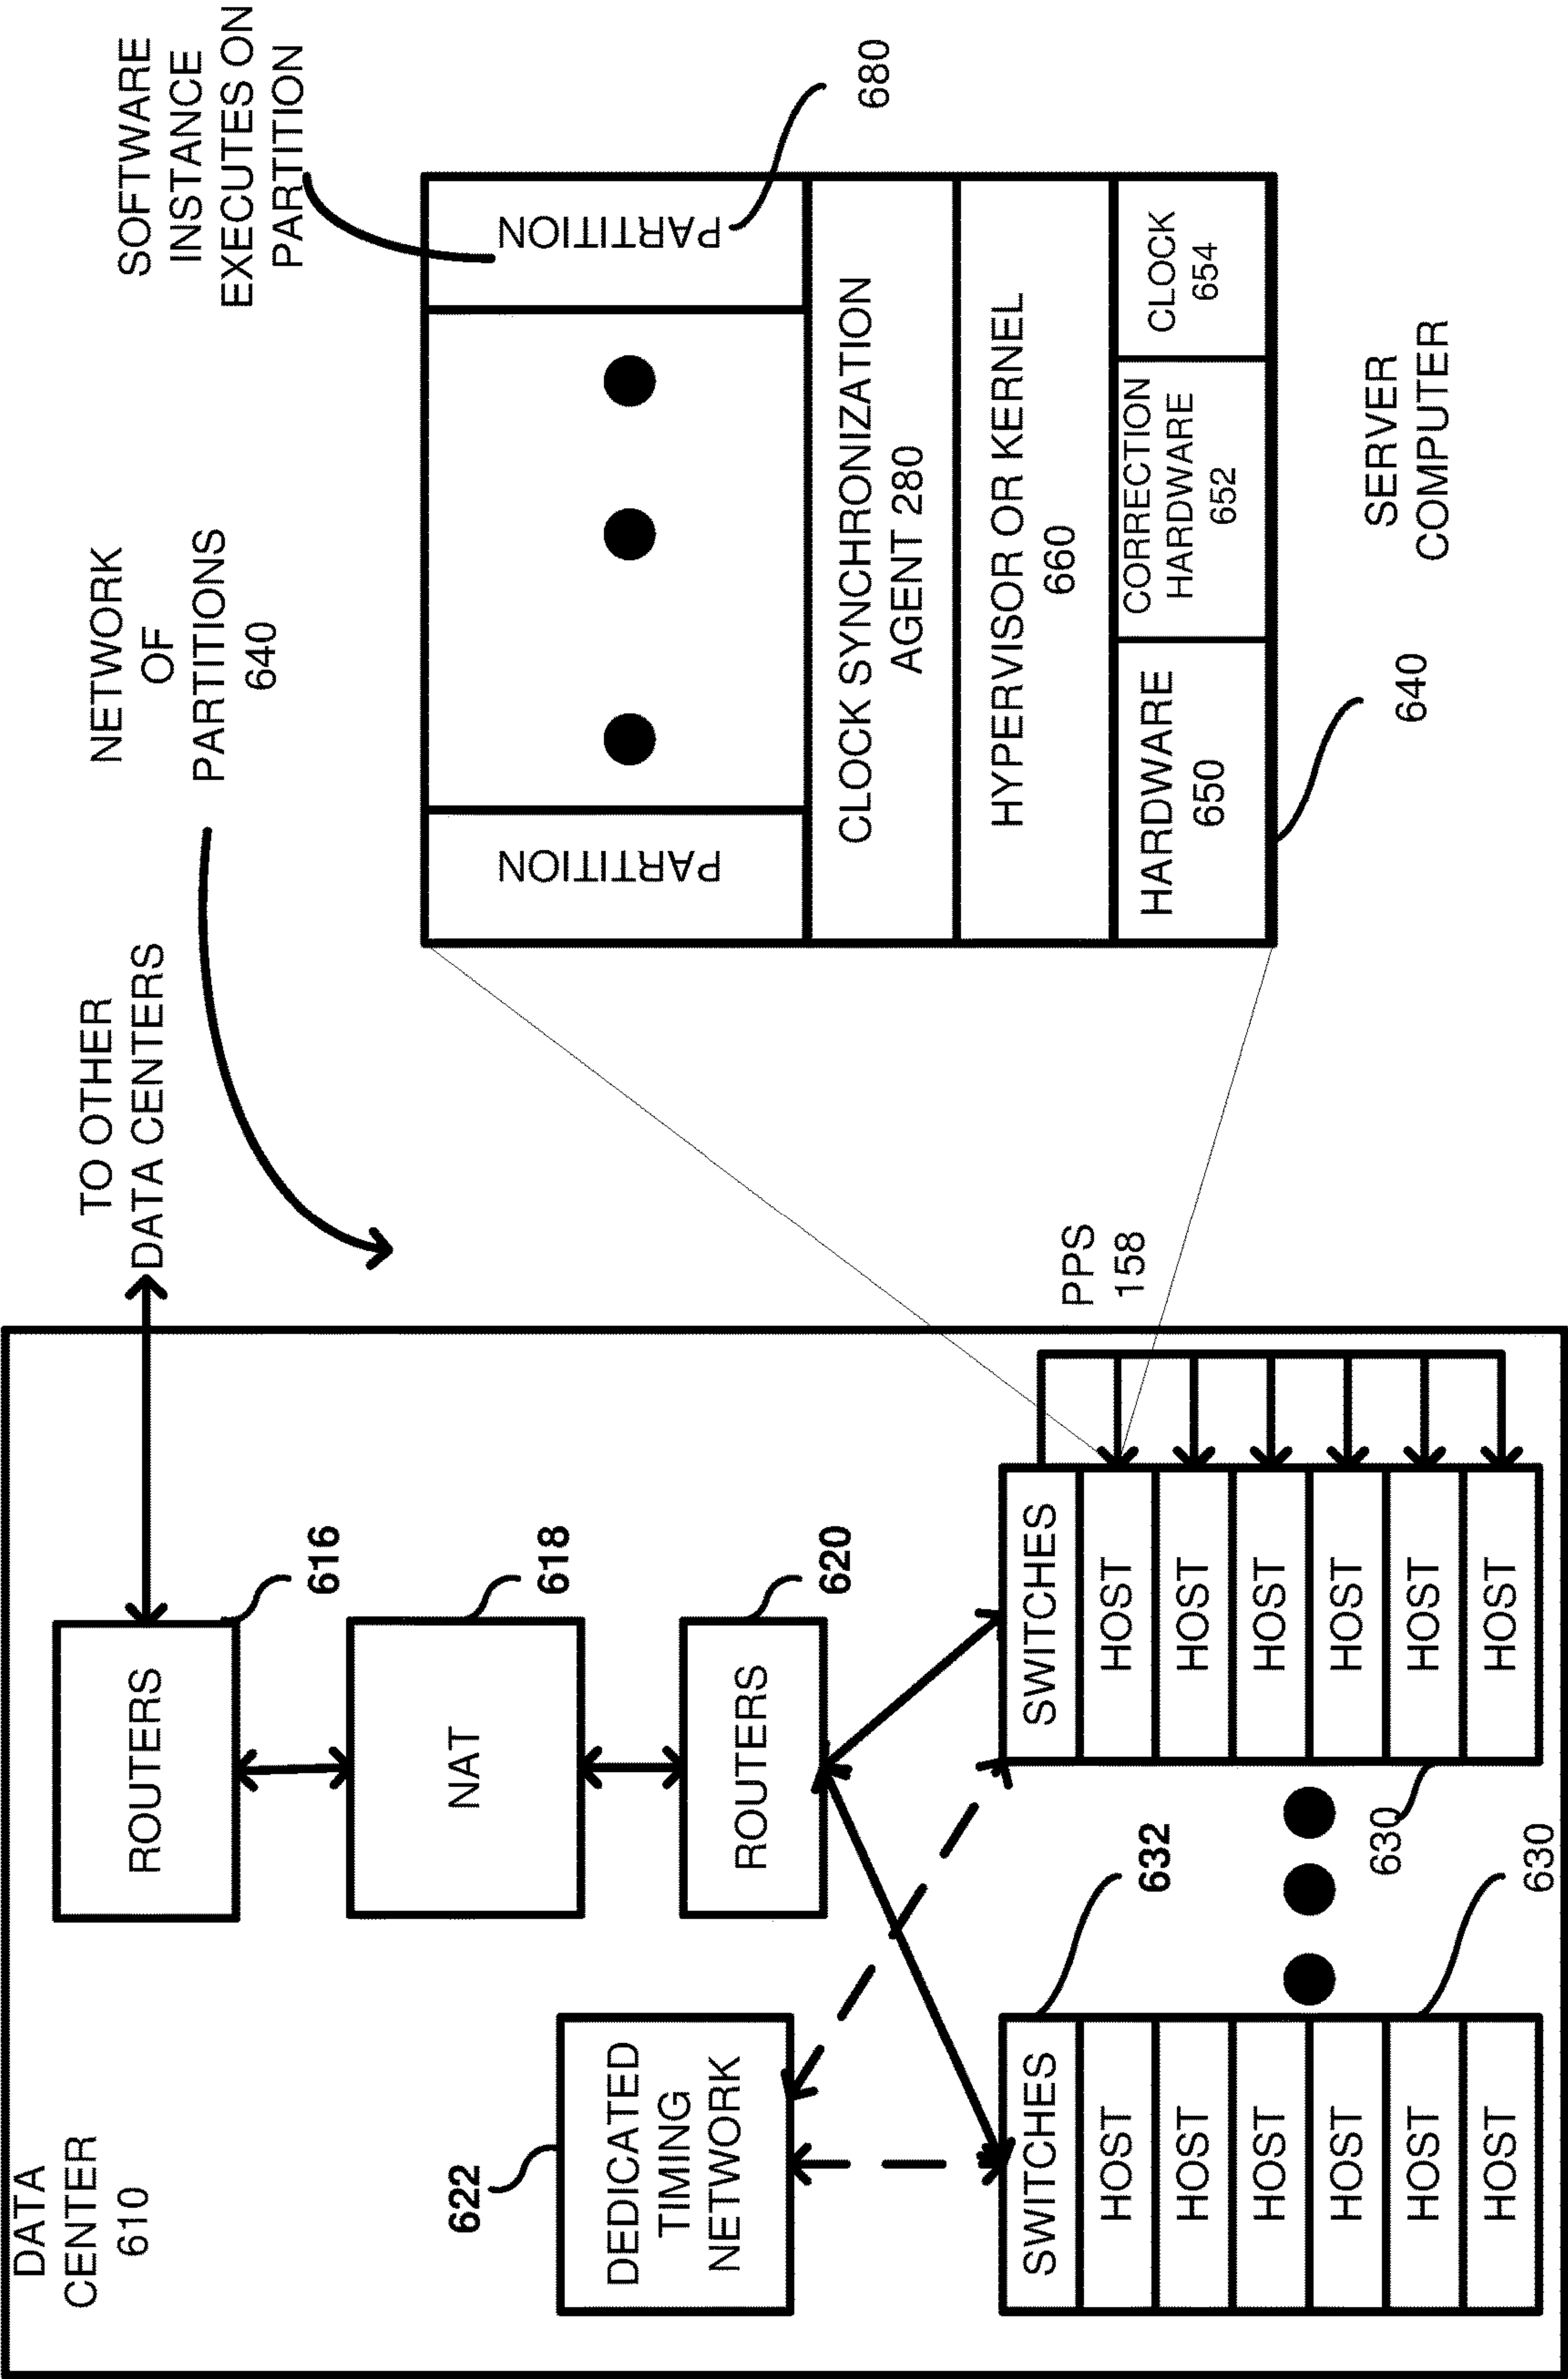 DATA
CENTER
610
ROUTERS
616
NAT
618
ROUTERS
620
622
DEDICATED
TIMING
NETWORK
SWITCHES
HOST
HOST
HOST
HOST
HOST
HOST
632
630
630
SWITCHES
HOST
HOST
HOST
HOST
HOST
HOST
PPS
158
TO OTHER
DATA CENTERS
NETWORK
OF
PARTITIONS
640
SOFTWARE
INSTANCE
EXECUTES ON
PARTITION
PARTITION
PARTITION
680
CLOCK SYNCHRONIZATION
AGENT 280
HYPERVISOR OR KERNEL
660
HARDWARE
650
CORRECTION
HARDWARE
652
CLOCK
654
640
SERVER
COMPUTER